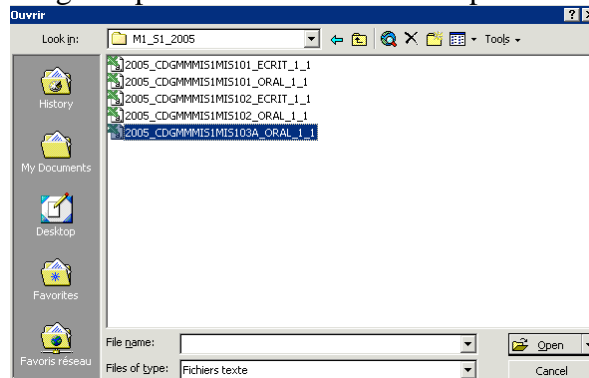 Ouvrir
Look in: M1_S1_2005 Tools
2005_CDGMMMIS1MIS101_ECRIT_1_1
2005_CDGMMMIS1MIS101_ORAL_1_1
2005_CDGMMMIS1MIS102_ECRIT_1_1
2005_CDGMMMIS1MIS102_ORAL_1_1
2005_CDGMMMIS1MIS103A_ORAL_1_1
History
My Documents
Desktop
Favorites
Favoris réseau
File name: Open
Files of type: Fichiers texte Cancel